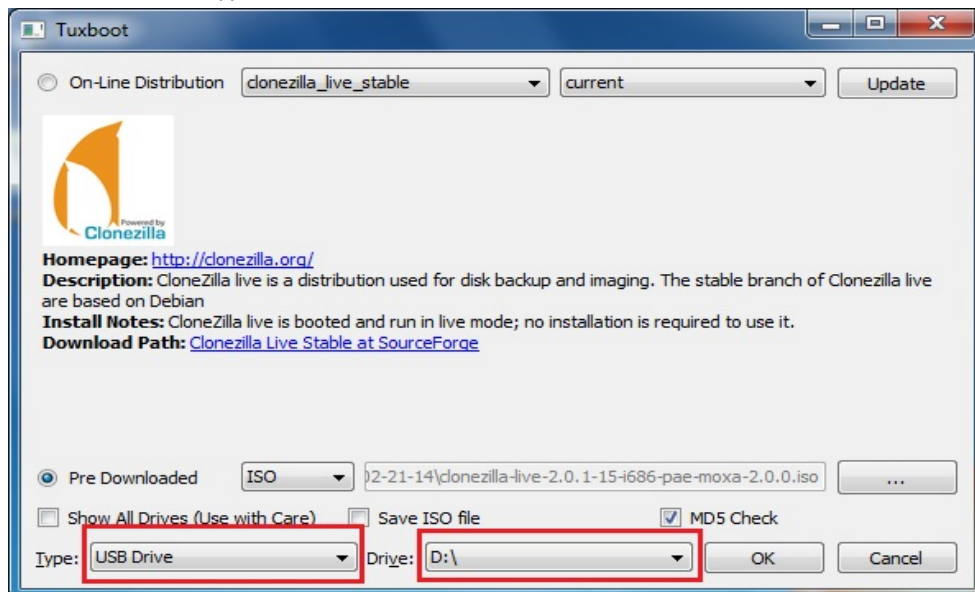 Tuxboot
On-Line Distribution clonezilla_live_stable current Update
Powered by
Clonezilla
Homepage: http://clonezilla.org/
Description: CloneZilla live is a distribution used for disk backup and imaging. The stable branch of Clonezilla live
are based on Debian
Install Notes: CloneZilla live is booted and run in live mode; no installation is required to use it.
Download Path: Clonezilla Live Stable at SourceForge
Pre Downloaded ISO 02-21-14\clonezilla-live-2.0.1-15-i686-pae-moxa-2.0.0.iso ...
Show All Drives (Use with Care) Save ISO file MD5 Check
Type: USB Drive Drive: D:\ OK Cancel